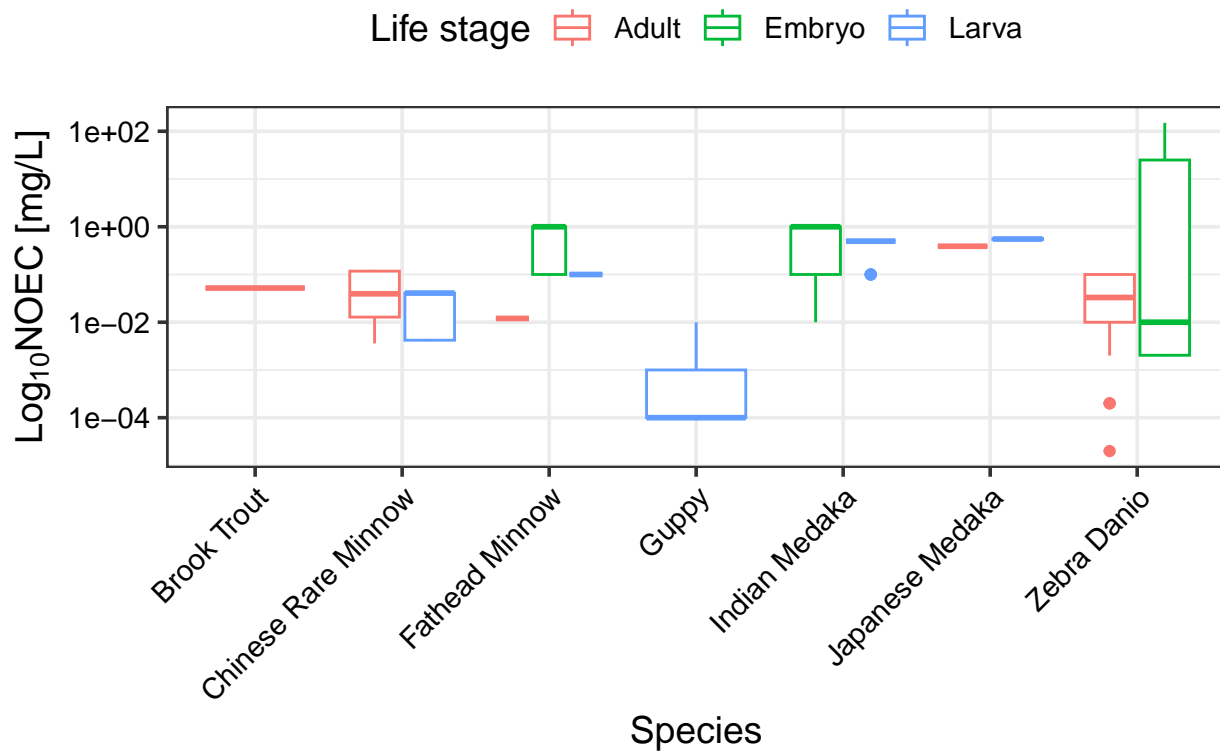 Life stage Adult Embryo Larva
Log₁₀NOEC [mg/L]
1e+02
1e+00
1e−02
1e−04
Brook Trout
Chinese Rare Minnow
Fathead Minnow
Guppy
Indian Medaka
Japanese Medaka
Zebra Danio
Species